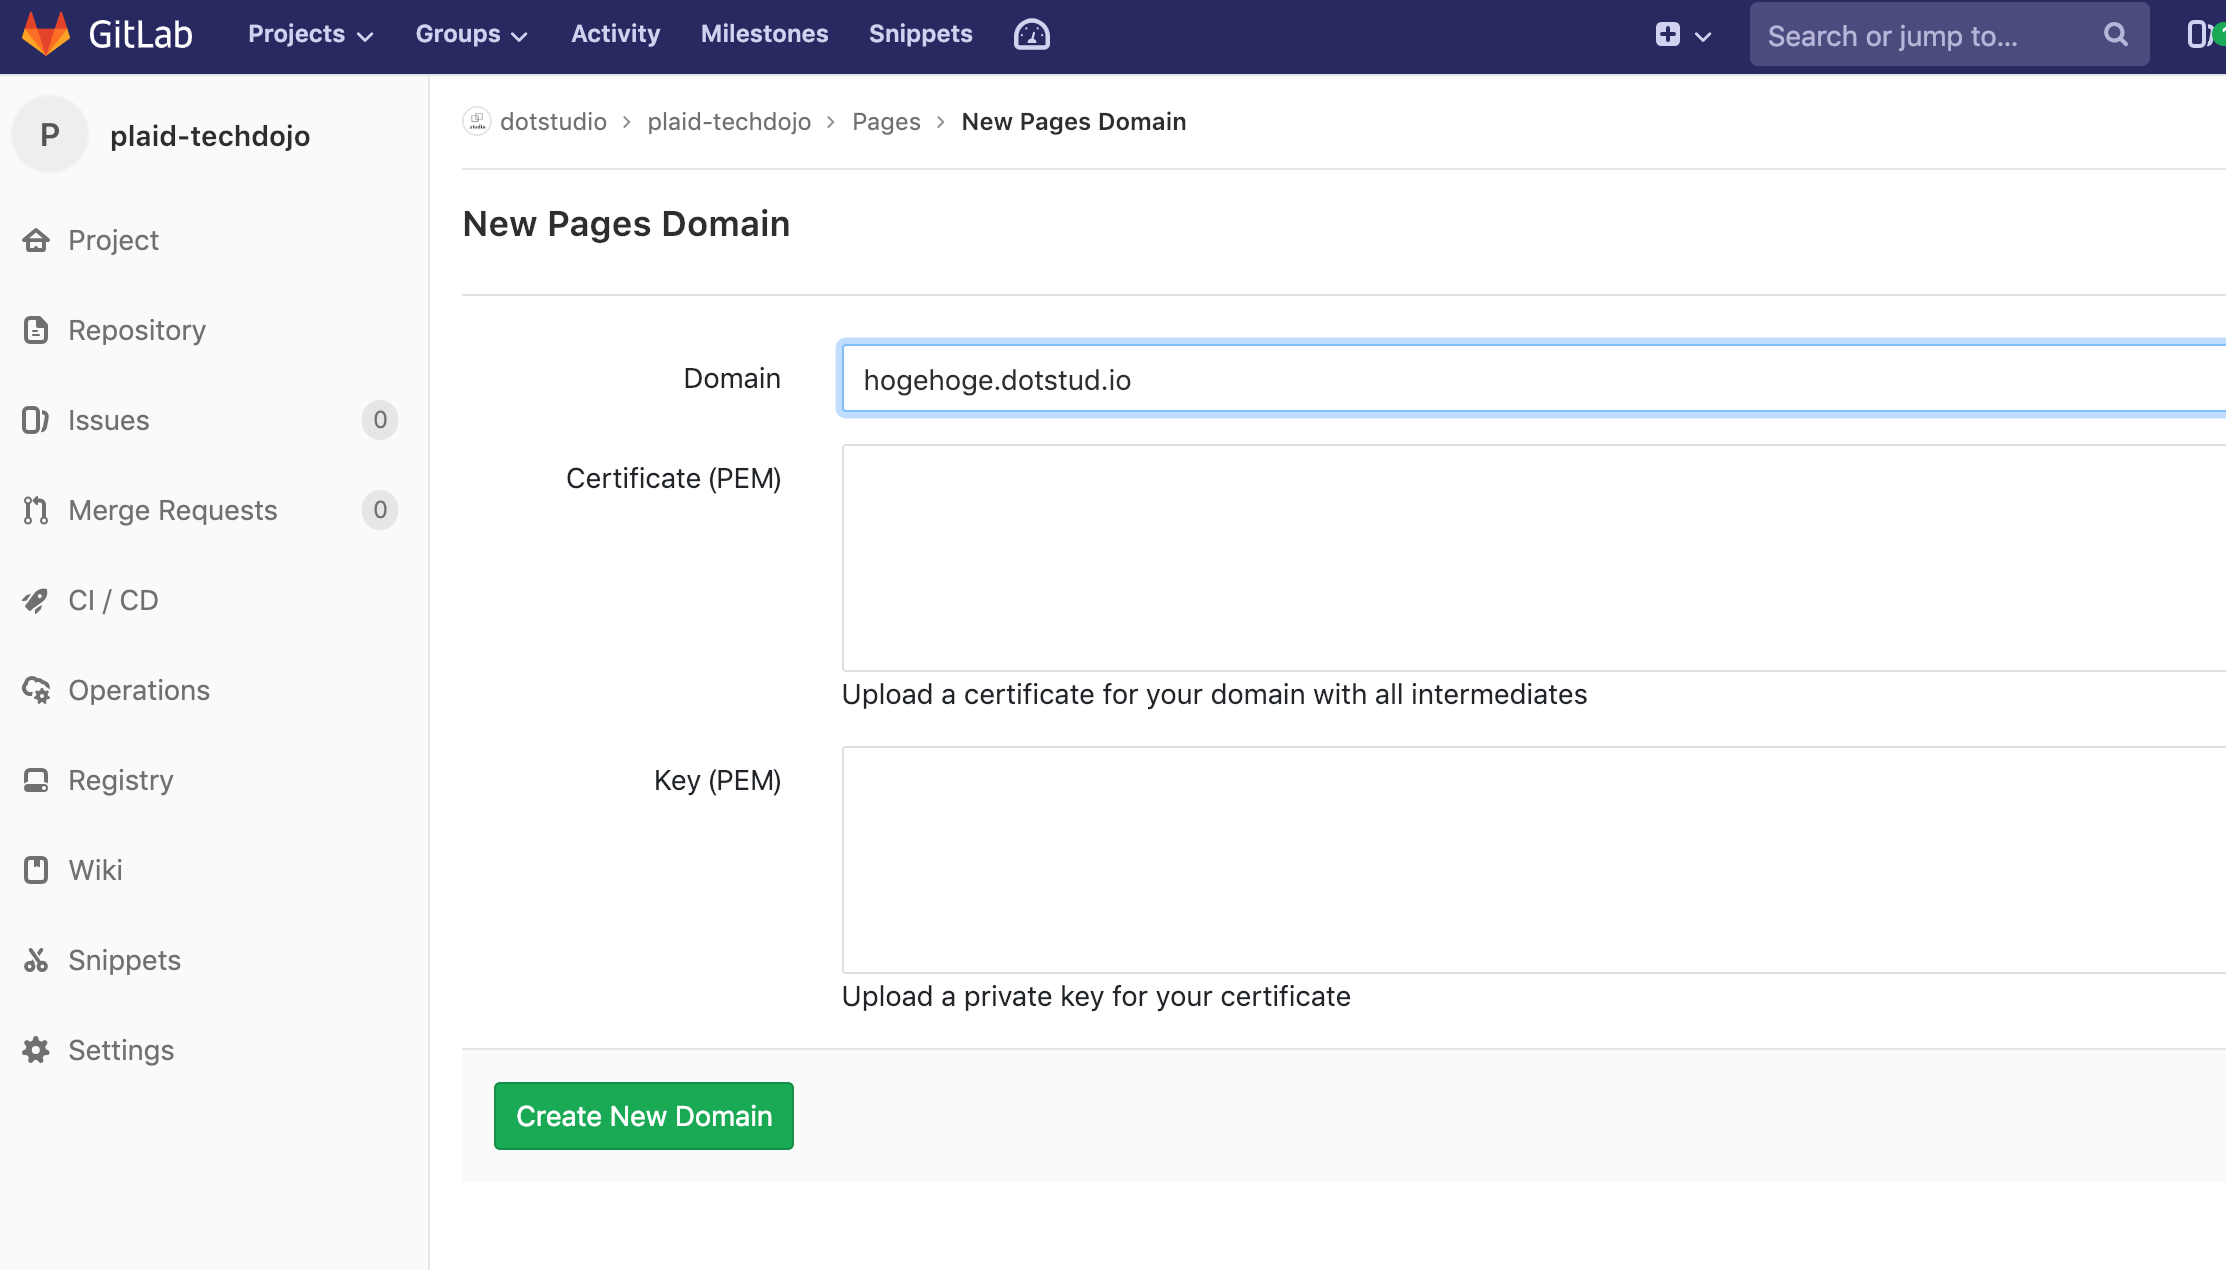 GitLab Projects Groups Activity Milestones Snippets Search or jump to...
P plaid-techdojo
Project
Repository
Issues 0
Merge Requests 0
CI / CD
Operations
Registry
Wiki
Snippets
Settings
dotstudio > plaid-techdojo > Pages > New Pages Domain
New Pages Domain
Domain hogehoge.dotstud.io
Certificate (PEM)
Upload a certificate for your domain with all intermediates
Key (PEM)
Upload a private key for your certificate
Create New Domain